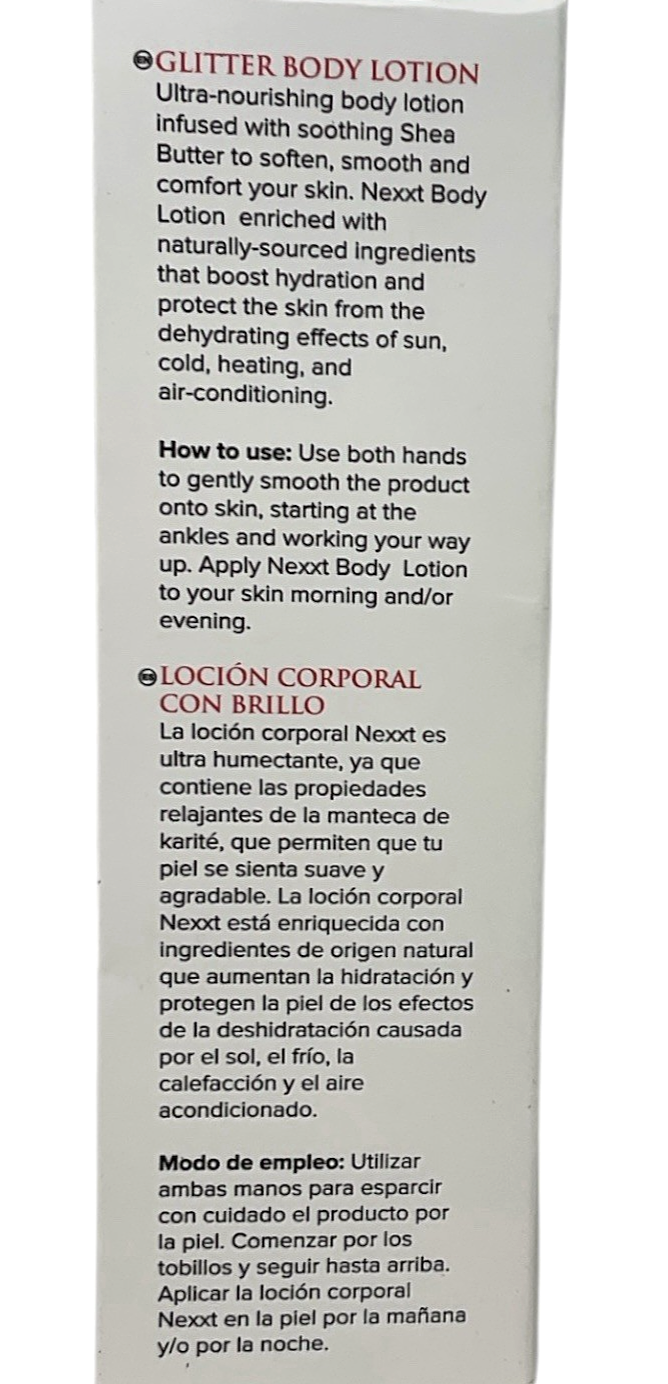 EN GLITTER BODY LOTION
Ultra-nourishing body lotion
infused with soothing Shea
Butter to soften, smooth and
comfort your skin. Nexxt Body
Lotion enriched with
naturally-sourced ingredients
that boost hydration and
protect the skin from the
dehydrating effects of sun,
cold, heating, and
air-conditioning.
How to use: Use both hands
to gently smooth the product
onto skin, starting at the
ankles and working your way
up. Apply Nexxt Body Lotion
to your skin morning and/or
evening.
ES LOCIÓN CORPORAL
CON BRILLO
La loción corporal Nexxt es
ultra humectante, ya que
contiene las propiedades
relajantes de la manteca de
karité, que permiten que tu
piel se sienta suave y
agradable. La loción corporal
Nexxt está enriquecida con
ingredientes de origen natural
que aumentan la hidratación y
protegen la piel de los efectos
de la deshidratación causada
por el sol, el frío, la
calefacción y el aire
acondicionado.
Modo de empleo: Utilizar
ambas manos para esparcir
con cuidado el producto por
la piel. Comenzar por los
tobillos y seguir hasta arriba.
Aplicar la loción corporal
Nexxt en la piel por la mañana
y/o por la noche.